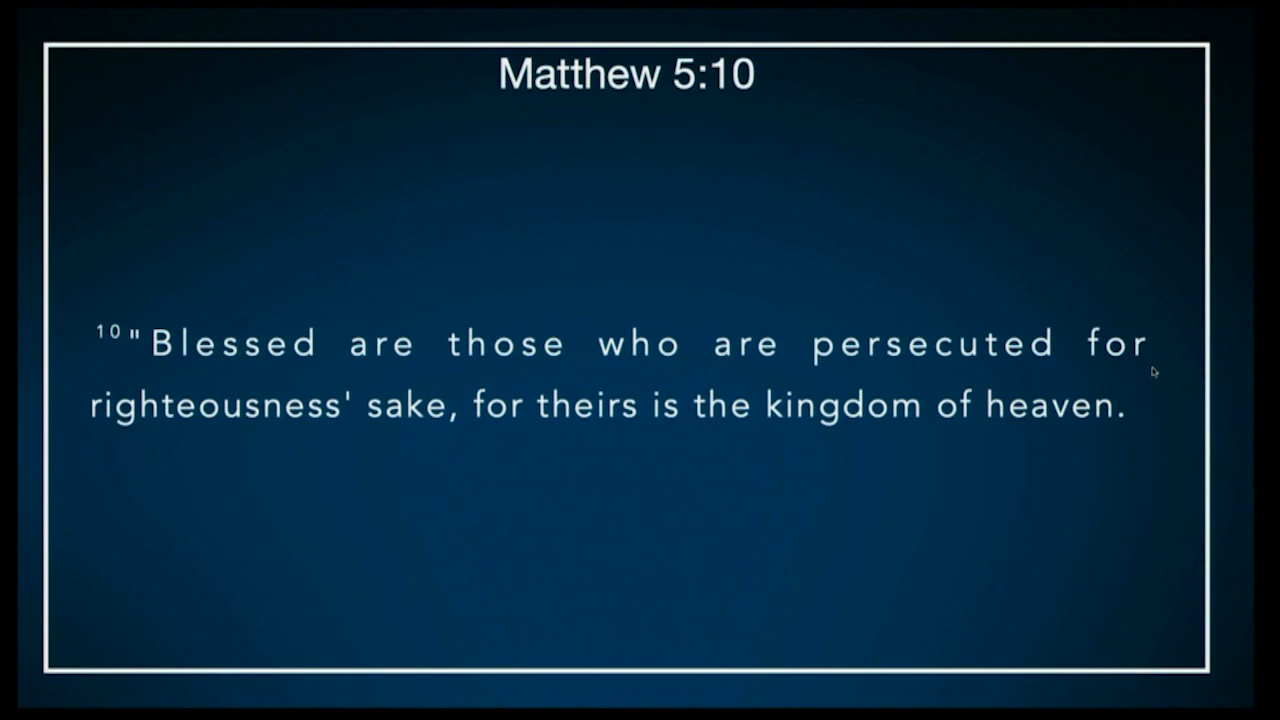 Matthew 5:10
10"Blessed are those who are persecuted for
righteousness' sake, for theirs is the kingdom of heaven.